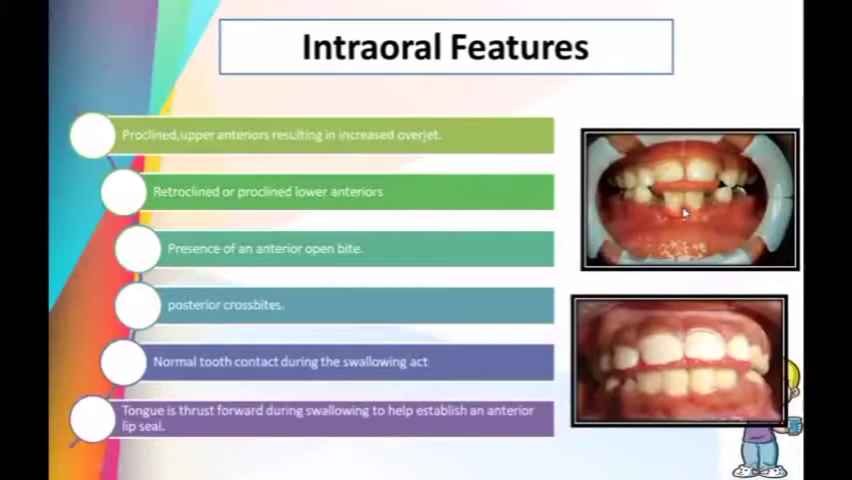 Intraoral Features
Proclined,upper anteriors resulting in increased overjet.
Retroclined or proclined lower anteriors
Presence of an anterior open bite.
posterior crossbites.
Normal tooth contact during the swallowing act
Tongue is thrust forward during swallowing to help establish an anterior
lip seal.